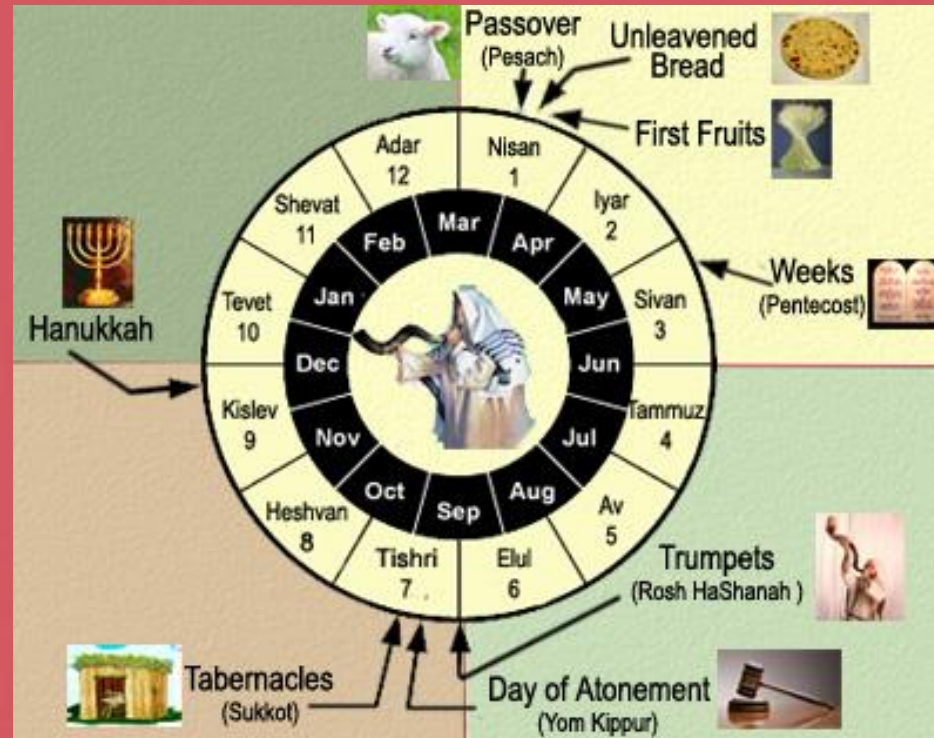 Passover
(Pesach)
Unleavened
Bread
First Fruits
Weeks
(Pentecost)
Hanukkah
Trumpets
(Rosh HaShanah )
Day of Atonement
(Yom Kippur)
Tabernacles
(Sukkot)
Nisan
1
Iyar
2
Sivan
3
Tammuz
4
Av
5
Elul
6
Tishri
7
Heshvan
8
Kislev
9
Tevet
10
Shevat
11
Adar
12
Mar
Apr
May
Jun
Jul
Aug
Sep
Oct
Nov
Dec
Jan
Feb